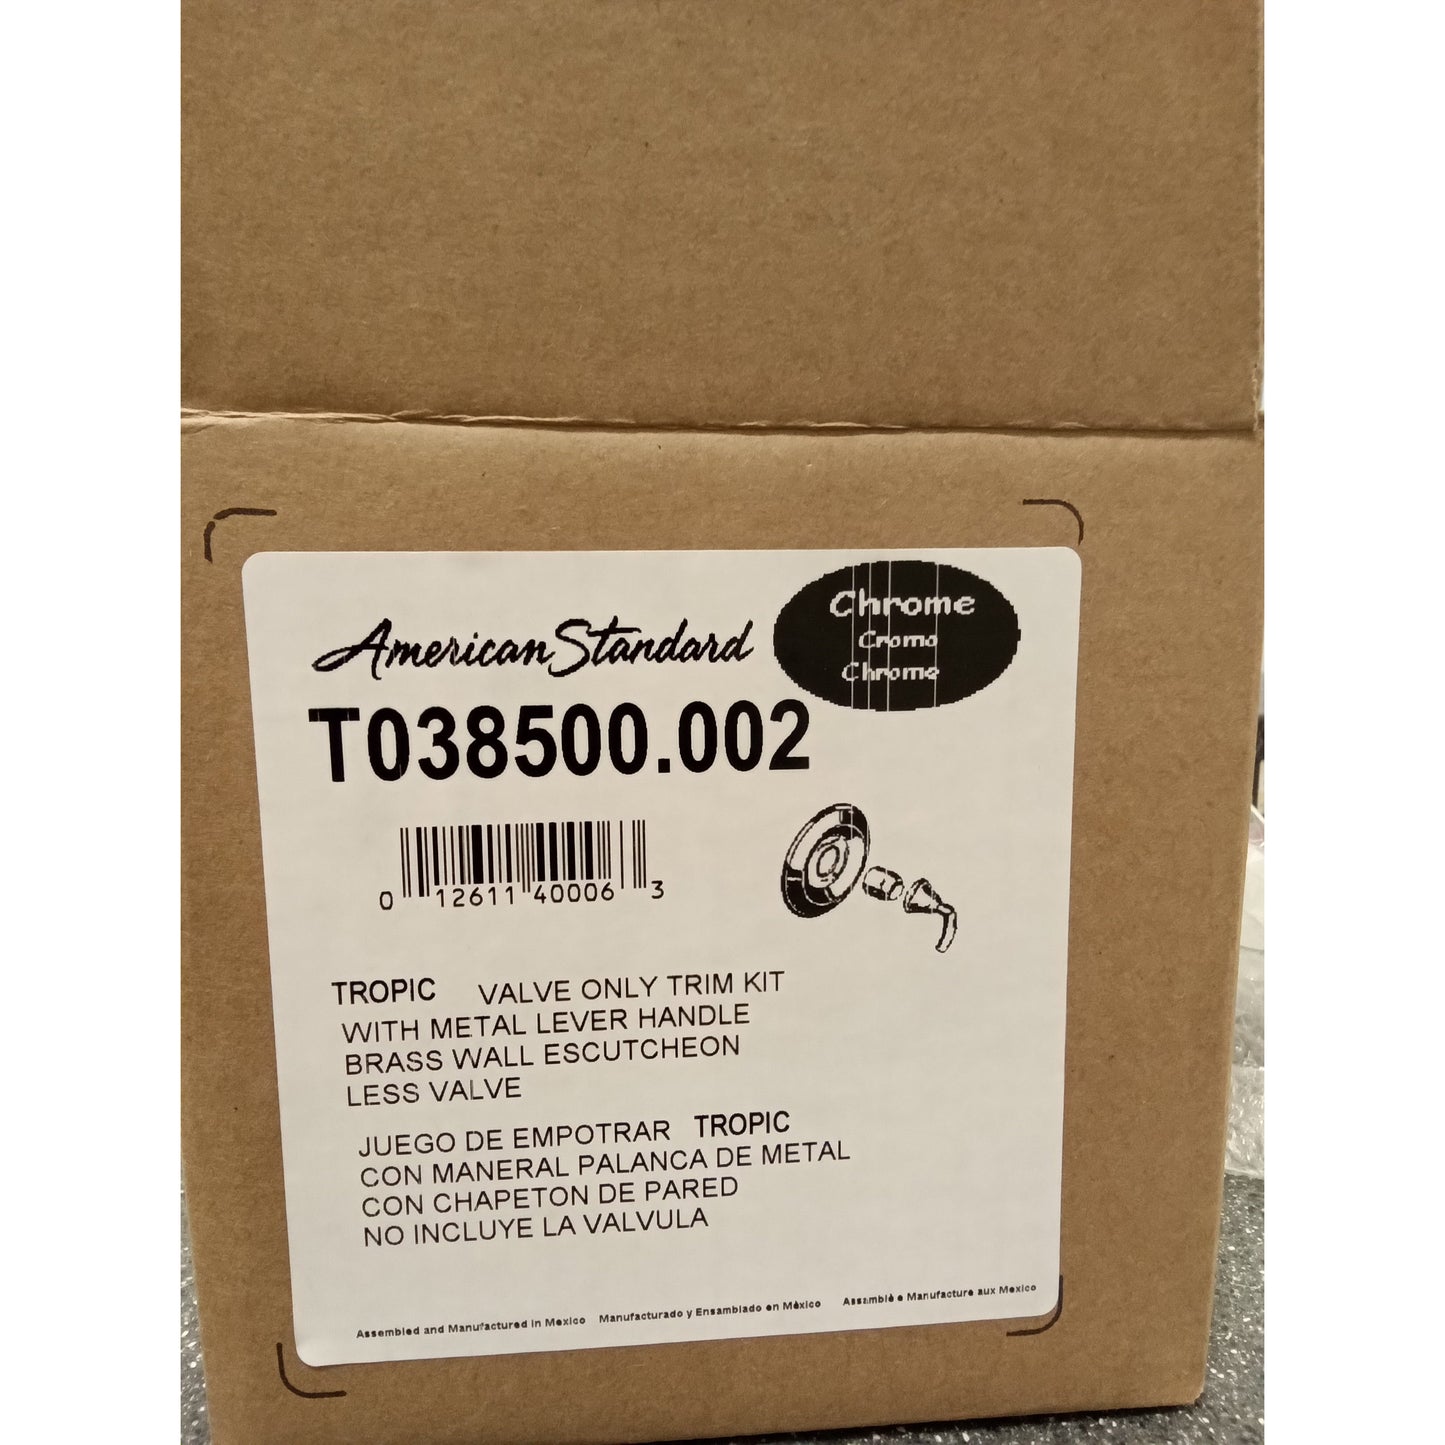 American Standard
Chrome
Cromo
Chrome
T038500.002
0 12611 40006 3
TROPIC VALVE ONLY TRIM KIT
WITH METAL LEVER HANDLE
BRASS WALL ESCUTCHEON
LESS VALVE
JUEGO DE EMPOTRAR TROPIC
CON MANERAL PALANCA DE METAL
CON CHAPETON DE PARED
NO INCLUYE LA VALVULA
Assembled and Manufactured in Mexico Manufacturado y Ensamblado en México Assamblè e Manufacture aux Mexico